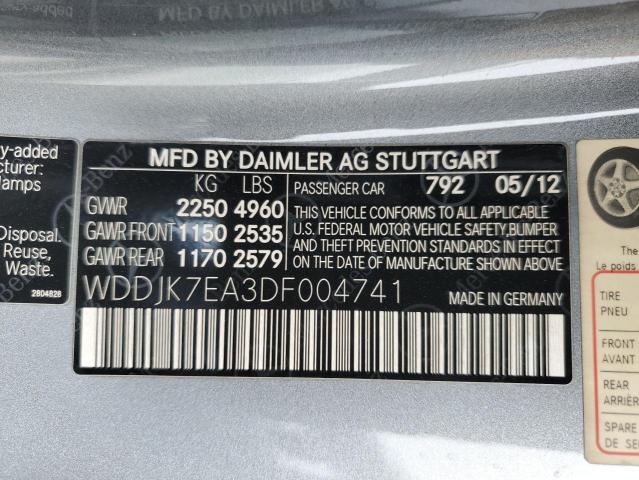 MFD BY DAIMLER AG STUTTGART
KG LBS
GVWR 2250 4960
GAWR FRONT 1150 2535
GAWR REAR 1170 2579
PASSENGER CAR 792 05/12
THIS VEHICLE CONFORMS TO ALL APPLICABLE
U.S. FEDERAL MOTOR VEHICLE SAFETY, BUMPER
AND THEFT PREVENTION STANDARDS IN EFFECT
ON THE DATE OF MANUFACTURE SHOWN ABOVE.
WDDJK7EA3DF004741
MADE IN GERMANY
y-added
cturer:
lamps
Disposal.
Reuse,
Waste.
2804828
The
Le poids
TIRE
PNEU
FRONT
AVANT
REAR
ARRIÈR
SPARE
DE SE